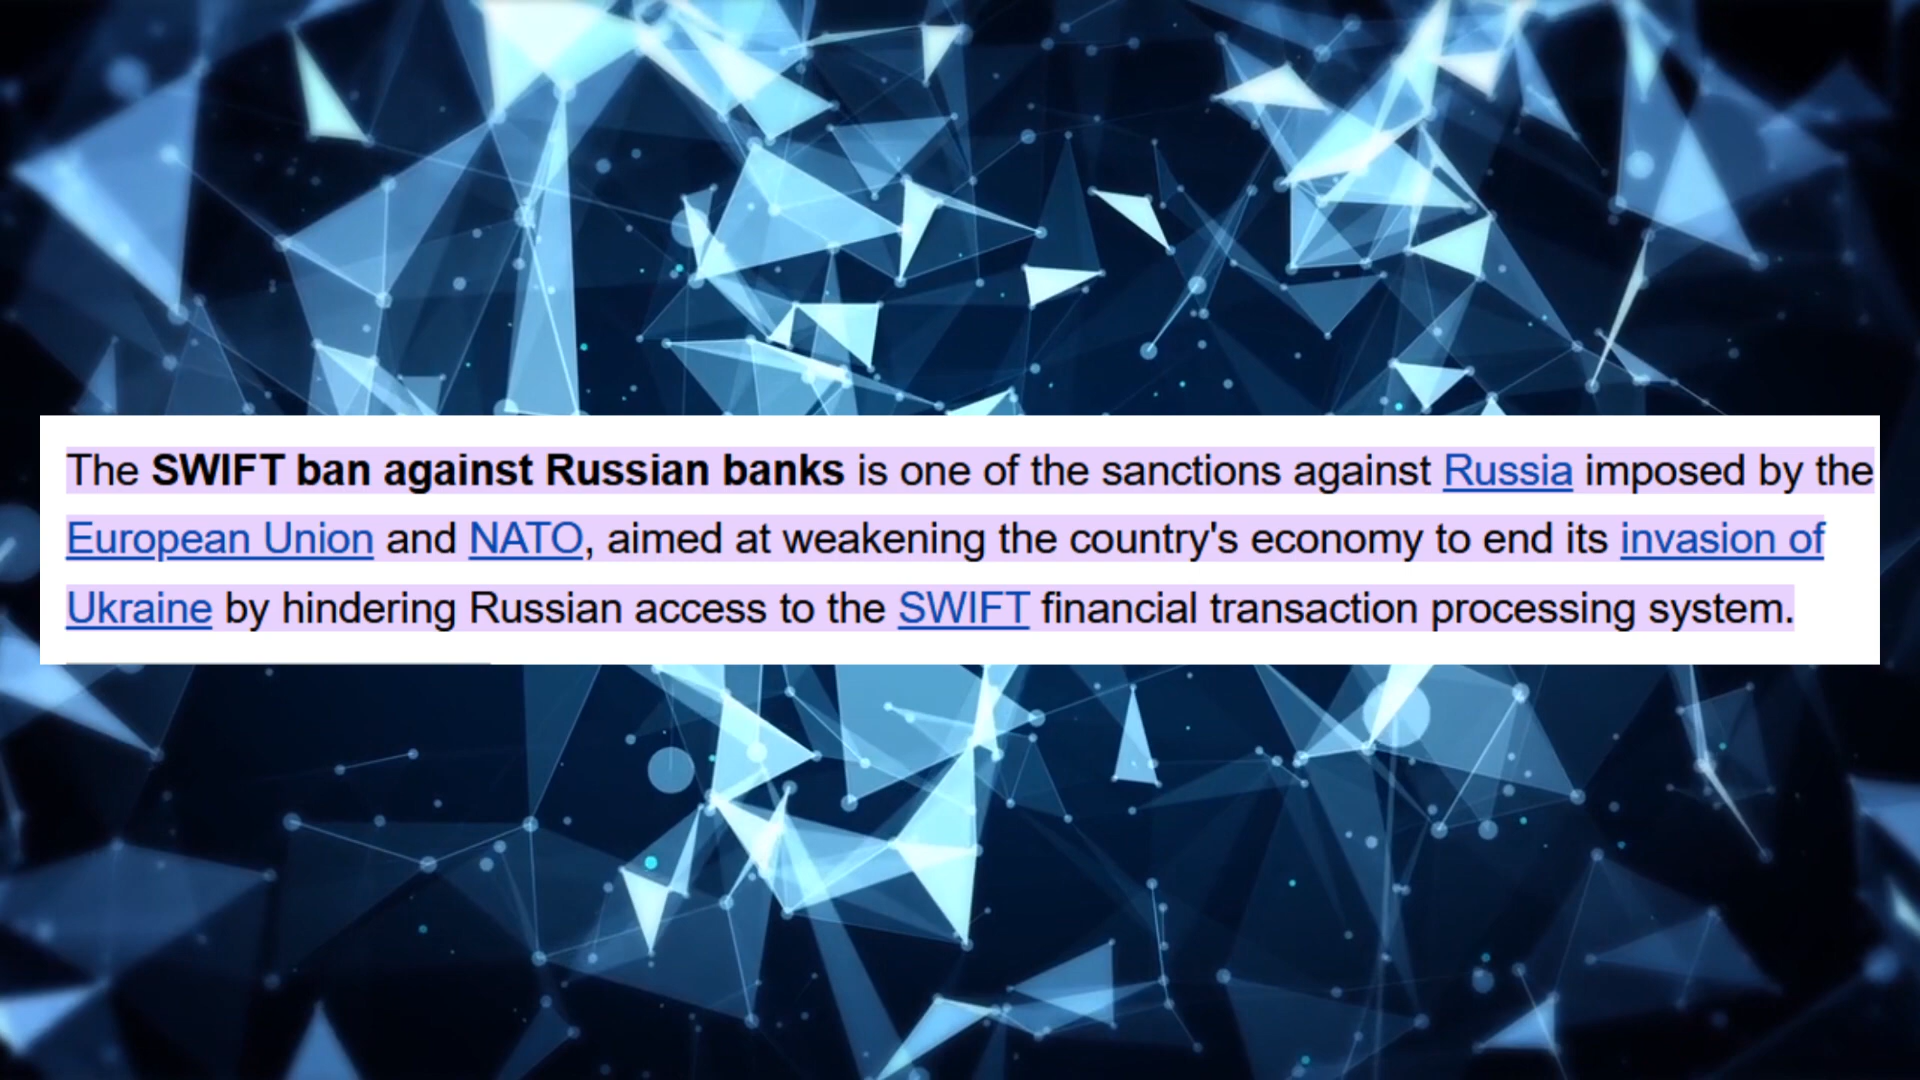 The SWIFT ban against Russian banks is one of the sanctions against Russia imposed by the
European Union and NATO, aimed at weakening the country's economy to end its invasion of
Ukraine by hindering Russian access to the SWIFT financial transaction processing system.